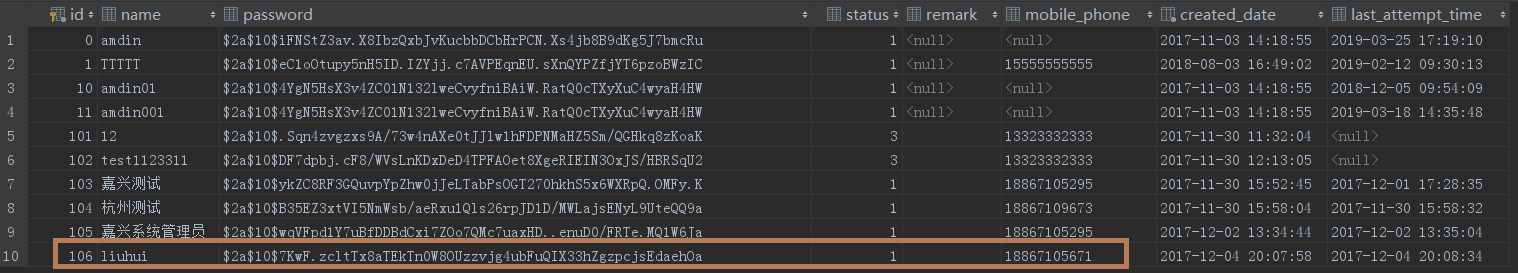 id name password status remark mobile_phone created_date last_attempt_time
1 0 amdin $2a$10$iFNStZ3av.X8IbzQxbJvKucbbDCbHrPCN.Xs4jb8B9dKg5J7bmcRu 1 <null> <null> 2017-11-03 14:18:55 2019-03-25 17:19:10
2 1 TTTTT $2a$10$eC1oOtupy5nH5ID.IZYjj.c7AVPEqnEU.sXnQYPZfjYT6pzoBWzIC 1 <null> 15555555555 2018-08-03 16:49:02 2019-02-12 09:30:13
3 10 amdin01 $2a$10$4YgN5HsX3v4ZC01N132lweCvyfniBAiW.RatQ0cTXyXuC4wyaH4HW 1 <null> <null> 2017-11-03 14:18:55 2018-12-05 09:54:09
4 11 amdin001 $2a$10$4YgN5HsX3v4ZC01N132lweCvyfniBAiW.RatQ0cTXyXuC4wyaH4HW 1 <null> <null> 2017-11-03 14:18:55 2019-03-18 14:35:48
5 101 12 $2a$10$.Sqn4zvgzxs9A/73w4nAXe0tJJlw1hFDPNMaHZ5Sm/QGHkq8zKoaK 3 13323332333 2017-11-30 11:32:04 <null>
6 102 test1123311 $2a$10$DF7dpbj.cF8/WVsLnKDxDeD4TPFAOet8XgeRIEIN3OxJS/HBRSqU2 3 13323332333 2017-11-30 12:13:05 <null>
7 103 嘉兴测试 $2a$10$ykZC8RF3GQuvpYpZhw0jJeLTabPsOGT270hkhS5x6WXRpQ.OMFy.K 1 18867105295 2017-11-30 15:52:45 2017-12-01 17:28:35
8 104 杭州测试 $2a$10$B35EZ3xtVI5NmWsb/aeRxu1Qls26rpJD1D/MWLajsENyL9UteQQ9a 1 18867109673 2017-11-30 15:58:04 2017-11-30 15:58:32
9 105 嘉兴系统管理员 $2a$10$wqVFpd1Y7uBfDDBdCxi7ZOo7QMc7uaxHD..enuD0/FRTe.MQ1W6Ja 1 18867105295 2017-12-02 13:34:44 2017-12-02 13:35:04
10 106 liuhui $2a$10$7KwF.zcltTx8aTEkTn0W8OUzzvjg4ubFuQIX33hZgzpcjsEdaehOa 1 18867105671 2017-12-04 20:07:58 2017-12-04 20:08:34